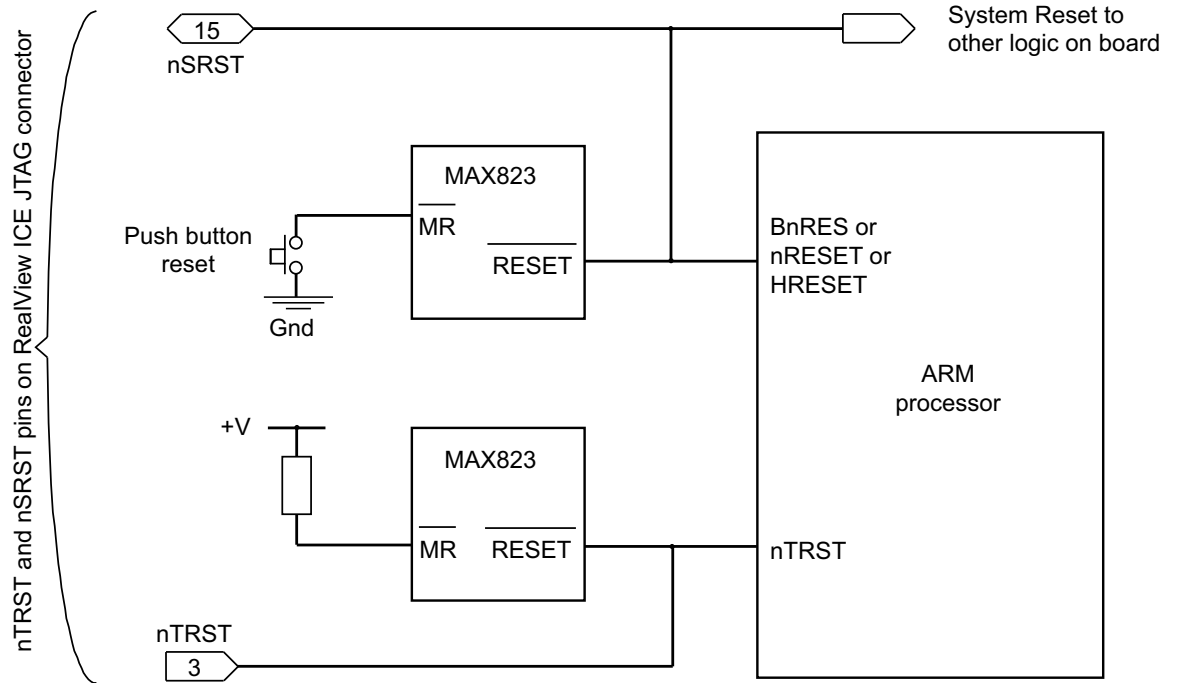 15
nSRST
System Reset to
other logic on board
nTRST and nSRST pins on RealView ICE JTAG connector
MAX823
MR
RESET
Push button
reset
Gnd
BnRES or
nRESET or
HRESET
ARM
processor
+V
MAX823
MR
RESET
nTRST
nTRST
3